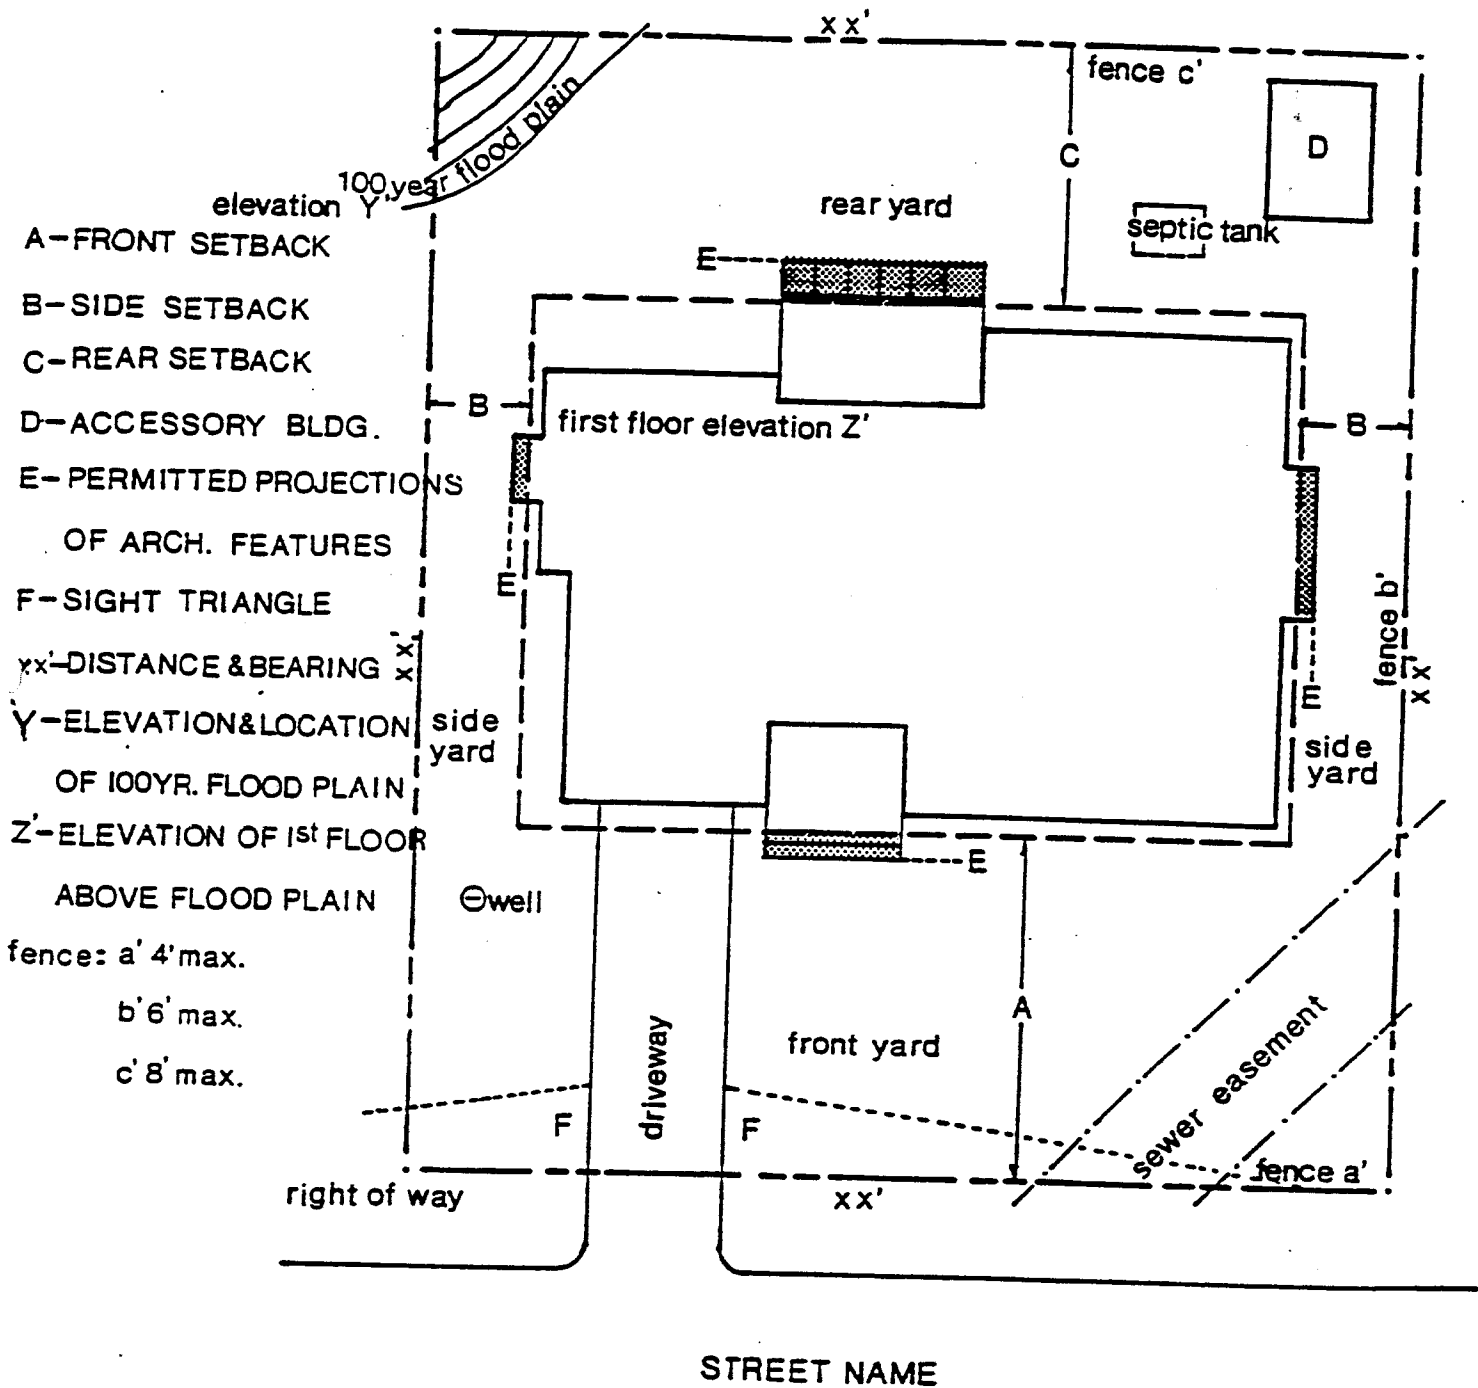 xx'
fence c'
D
C
100 year flood plain
elevation Y'
rear yard
septic tank
A-FRONT SETBACK
E
B-SIDE SETBACK
C-REAR SETBACK
B
D-ACCESSORY BLDG.
first floor elevation Z'
B
E-PERMITTED PROJECTIONS
OF ARCH. FEATURES
E
F-SIGHT TRIANGLE
fence b'
xx'
xx'-DISTANCE & BEARING
xx'
E
Y'-ELEVATION & LOCATION
side
yard
side
yard
OF 100YR. FLOOD PLAIN
Z'-ELEVATION OF 1st FLOOR
E
ABOVE FLOOD PLAIN
well
fence: a' 4' max.
b' 6' max.
A
front yard
c' 8' max.
driveway
sewer easement
F
F
fence a'
right of way
xx'
STREET NAME